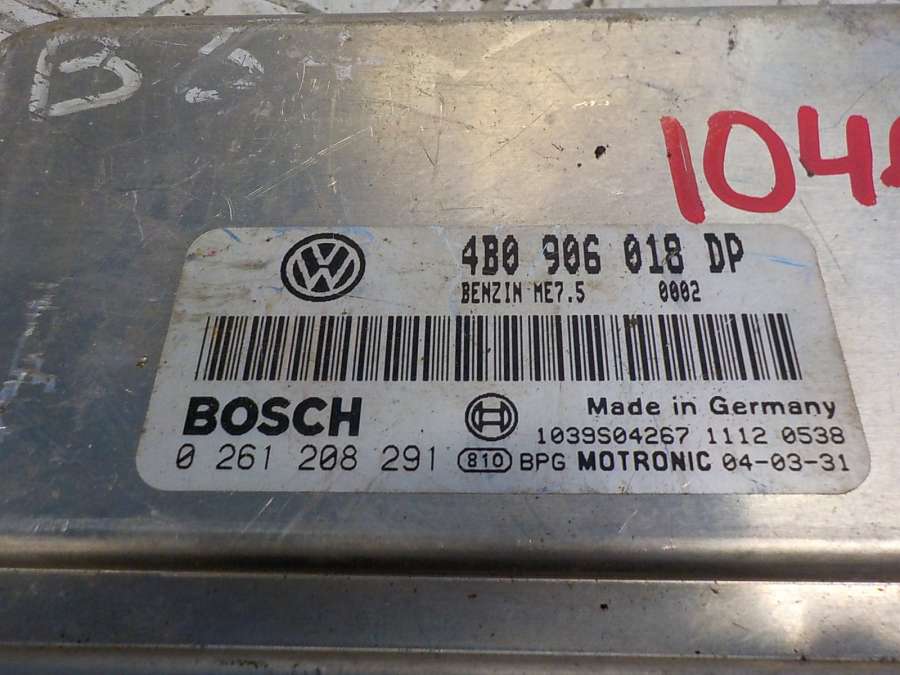 B3-
104
4B0 906 018 DP
BENZIN ME7.5 0002
BOSCH
Made in Germany
1039S04267 1112 0538
0 261 208 291 810 BPG MOTRONIC 04-03-31